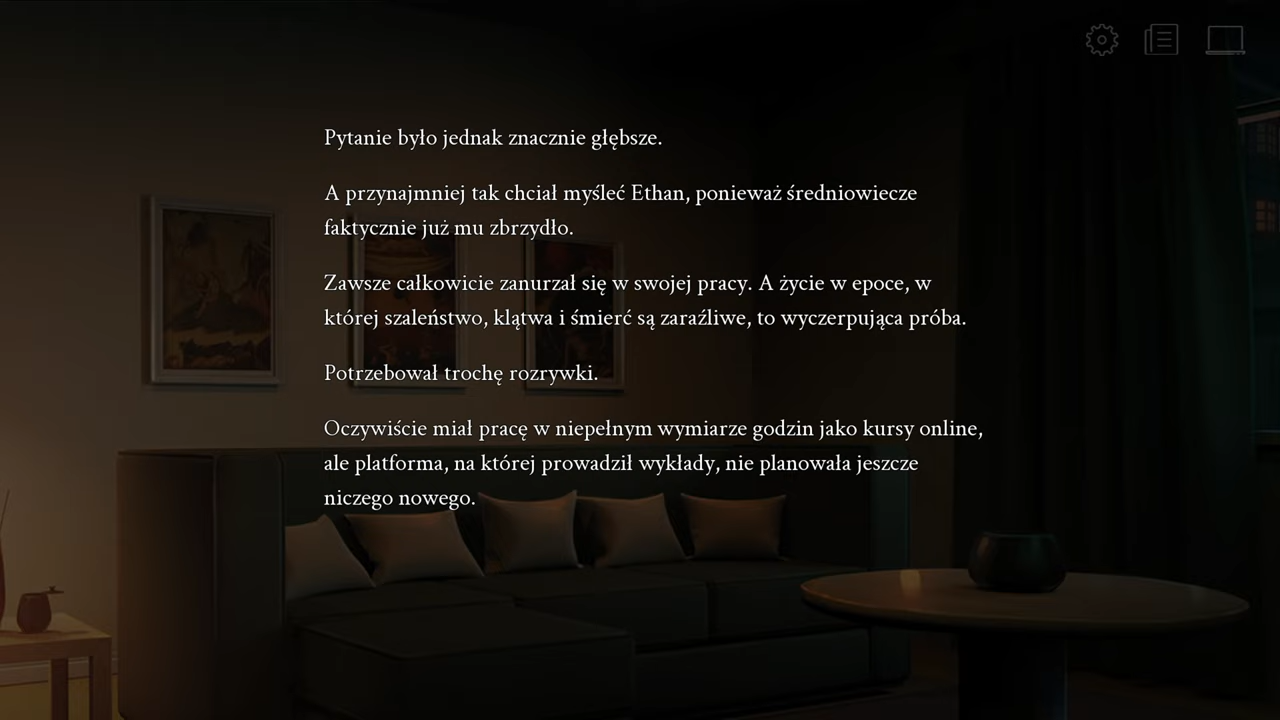 Pytanie było jednak znacznie głębsze.
A przynajmniej tak chciał myśleć Ethan, ponieważ średniowiecze
faktycznie już mu zbrzydło.
Zawsze całkowicie zanurzał się w swojej pracy. A życie w epoce, w
której szaleństwo, klątwa i śmierć są zaraźliwe, to wyczerpująca próba.
Potrzebował trochę rozrywki.
Oczywiście miał pracę w niepełnym wymiarze godzin jako kursy online,
ale platforma, na której prowadził wykłady, nie planowała jeszcze
niczego nowego.